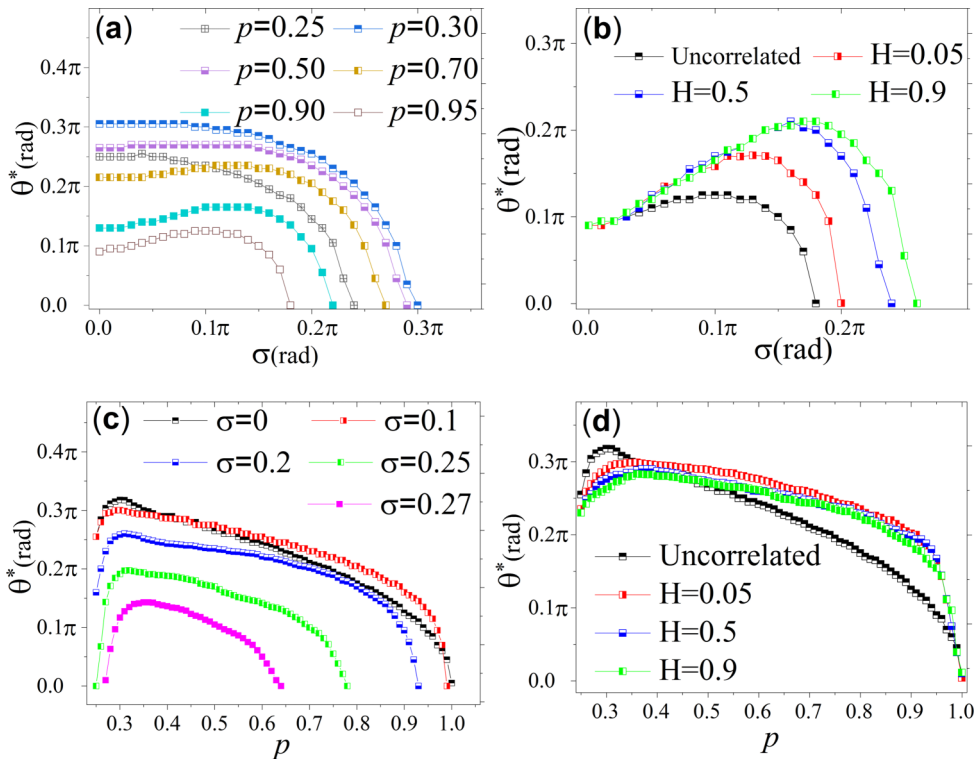 (a)
p=0.25 p=0.30
p=0.50 p=0.70
p=0.90 p=0.95
0.4π
0.3π
0.2π
0.1π
0.0
θ*(rad)
0.0 0.1π 0.2π 0.3π
σ(rad)
(b)
Uncorrelated H=0.05
H=0.5 H=0.9
0.3π
0.2π
0.1π
0.0
θ*(rad)
0.0 0.1π 0.2π
σ(rad)
(c)
σ=0 σ=0.1
σ=0.2 σ=0.25
σ=0.27
0.4π
0.3π
0.2π
0.1π
0.0
θ*(rad)
0.3 0.4 0.5 0.6 0.7 0.8 0.9 1.0
p
(d)
0.3π
0.2π
0.1π
0.0
θ*(rad)
Uncorrelated
H=0.05
H=0.5
H=0.9
0.3 0.4 0.5 0.6 0.7 0.8 0.9 1.0
p